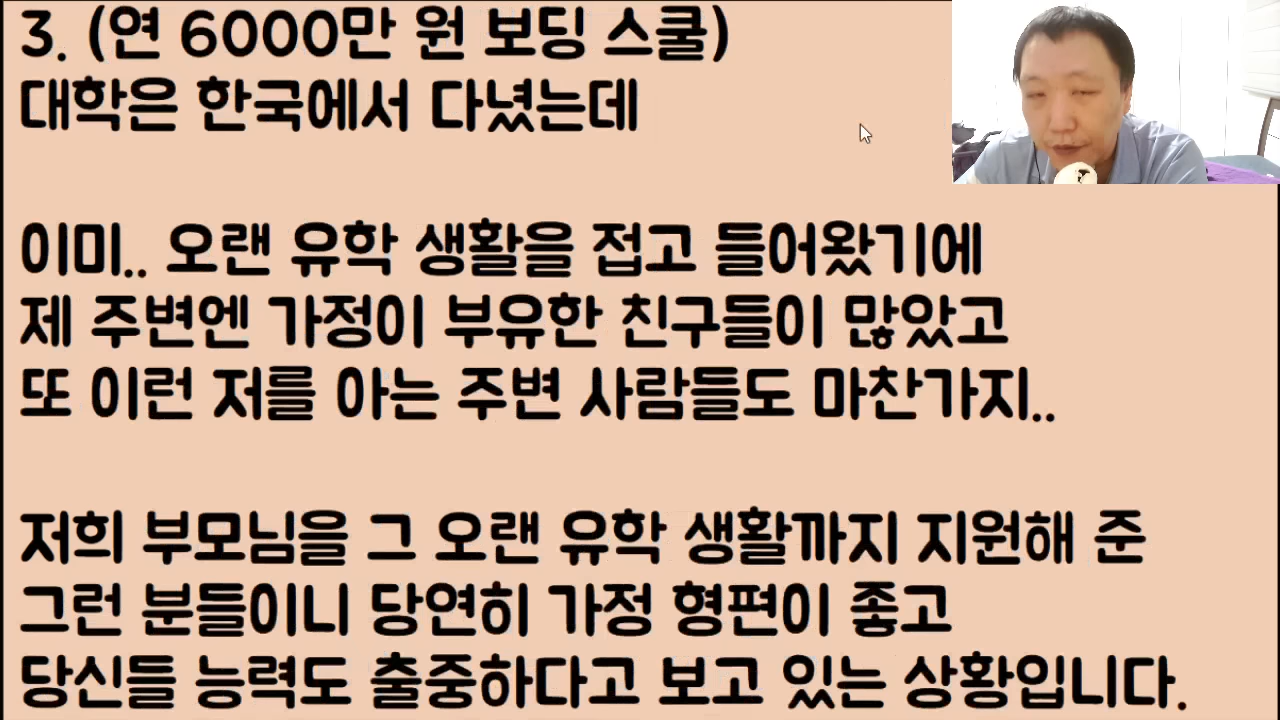 3. (연 6000만 원 보딩 스쿨)
대학은 한국에서 다녔는데
이미.. 오랜 유학 생활을 접고 들어왔기에
제 주변엔 가정이 부유한 친구들이 많았고
또 이런 저를 아는 주변 사람들도 마찬가지..
저희 부모님을 그 오랜 유학 생활까지 지원해 준
그런 분들이니 당연히 가정 형편이 좋고
당신들 능력도 출중하다고 보고 있는 상황입니다.